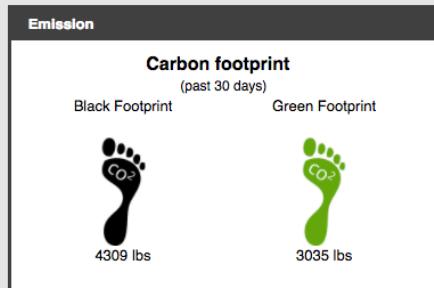 Emission
Carbon footprint
(past 30 days)
Black Footprint Green Footprint
CO² CO²
4309 lbs 3035 lbs